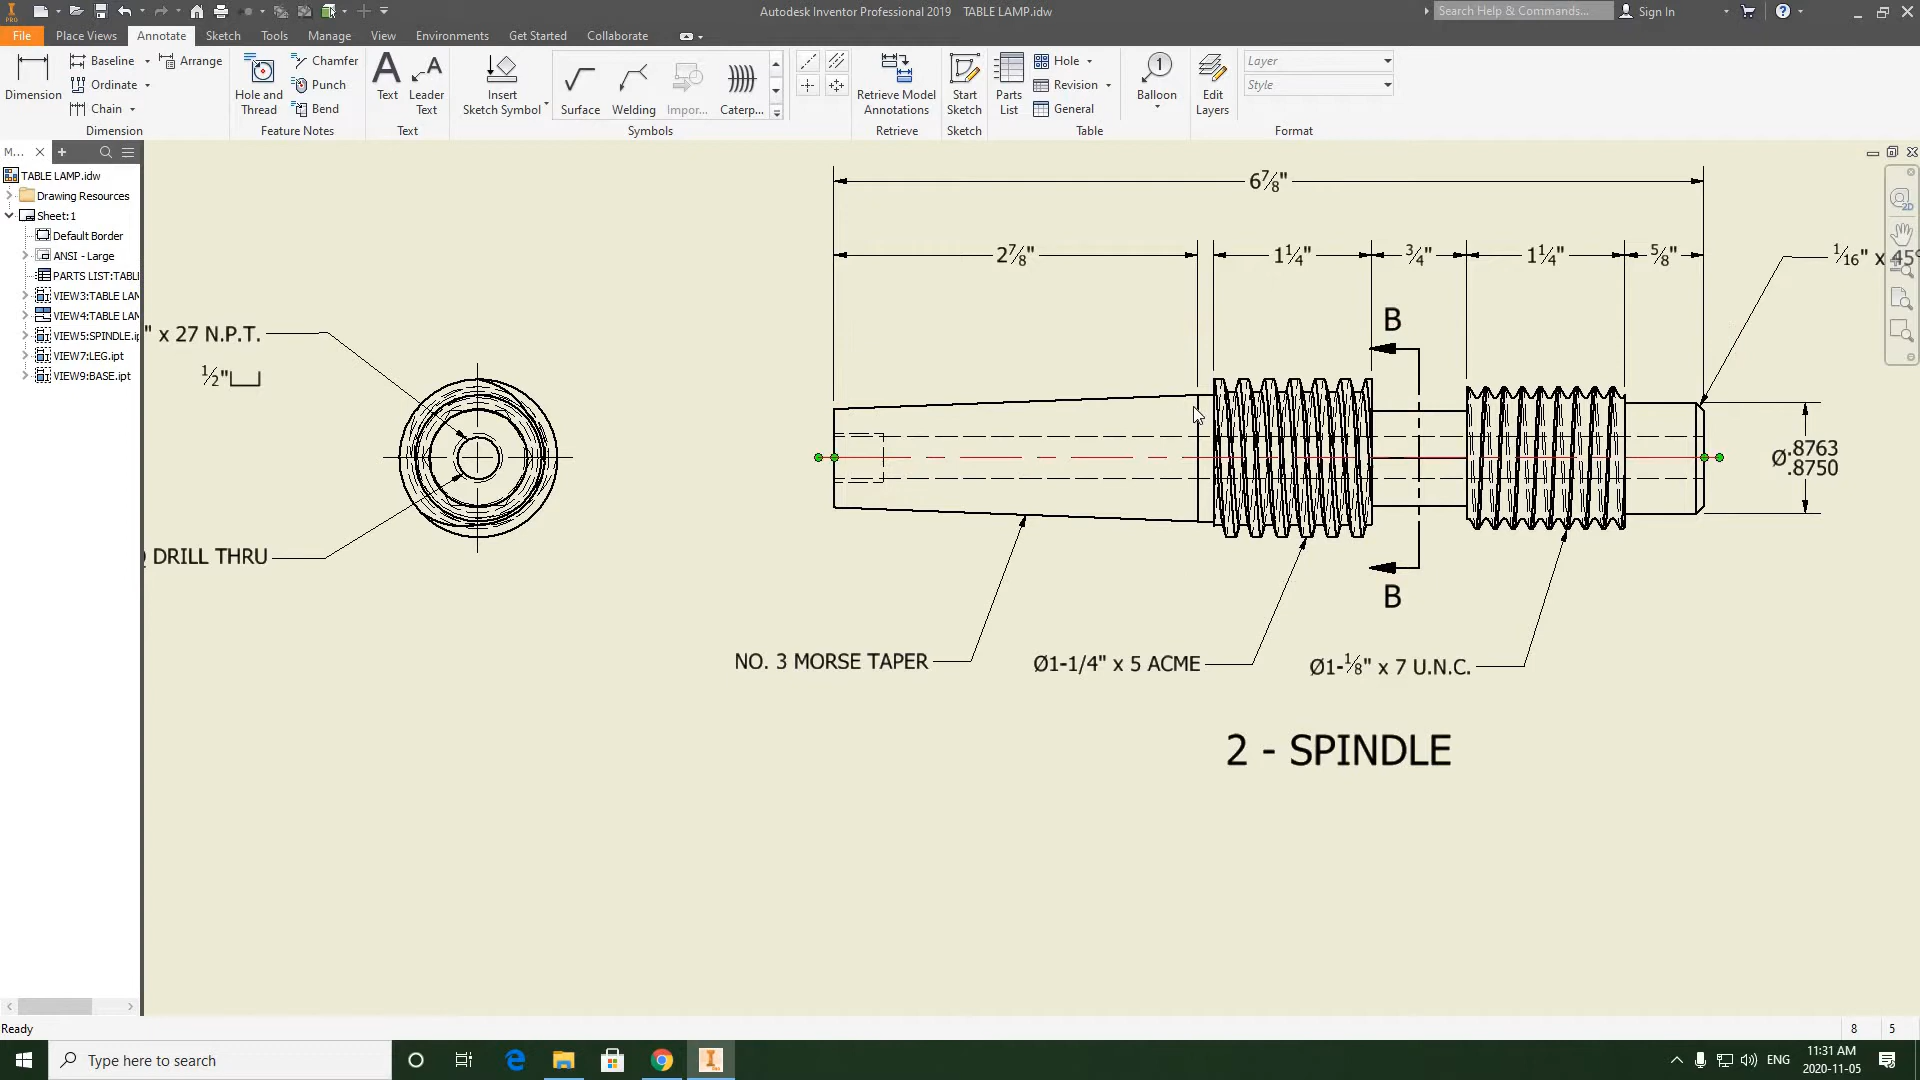 Autodesk Inventor Professional 2019 TABLE LAMP.idw
Search Help & Commands...
Sign In
PRO
File
Place Views
Annotate
Sketch
Tools
Manage
View
Environments
Get Started
Collaborate
Dimension
Baseline
Ordinate
Chain
Arrange
Dimension
Hole and Thread
Chamfer
Punch
Bend
Feature Notes
Text
Leader Text
Text
Insert Sketch Symbol
Surface
Welding
Impor...
Caterp...
Symbols
Retrieve Model Annotations
Retrieve
Start Sketch
Sketch
Parts List
Hole
Revision
General
Table
1
Balloon
Edit Layers
Layer
Style
Format
M...
TABLE LAMP.idw
Drawing Resources
Sheet:1
Default Border
ANSI - Large
PARTS LIST:TABL
VIEW3:TABLE LAM
VIEW4:TABLE LAM
VIEW5:SPINDLE.ip
VIEW7:LEG.ipt
VIEW9:BASE.ipt
2D
6⅞"
2⅞"
1¼"
¾"
1¼"
⅝"
1/16" x 45°
" x 27 N.P.T.
½"
DRILL THRU
B
B
Ø.8763
.8750
NO. 3 MORSE TAPER
Ø1-1/4" x 5 ACME
Ø1-⅛" x 7 U.N.C.
2 - SPINDLE
Ready
8
5
Type here to search
ENG
11:31 AM
2020-11-05